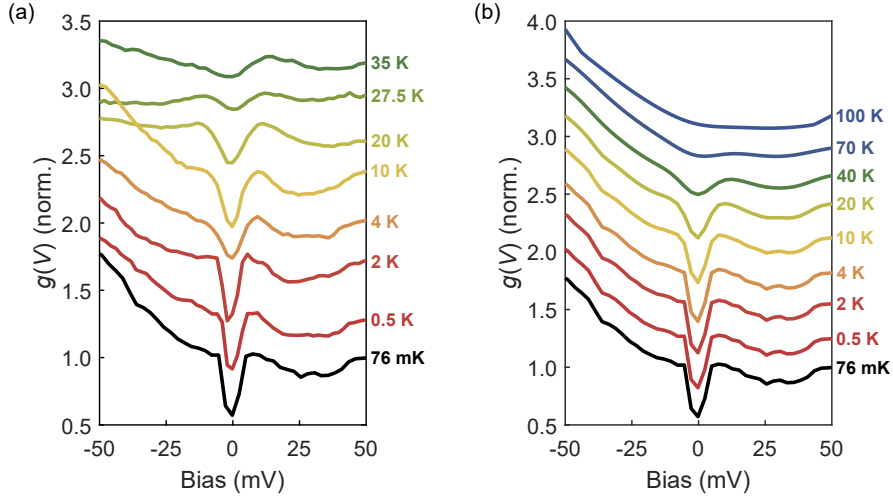 (a)
g(V) (norm.)
3.5
3.0
2.5
2.0
1.5
1.0
0.5
-50
-25
0
25
50
Bias (mV)
35 K
27.5 K
20 K
10 K
4 K
2 K
0.5 K
76 mK
(b)
g(V) (norm.)
4.0
3.5
3.0
2.5
2.0
1.5
1.0
0.5
-50
-25
0
25
50
Bias (mV)
100 K
70 K
40 K
20 K
10 K
4 K
2 K
0.5 K
76 mK